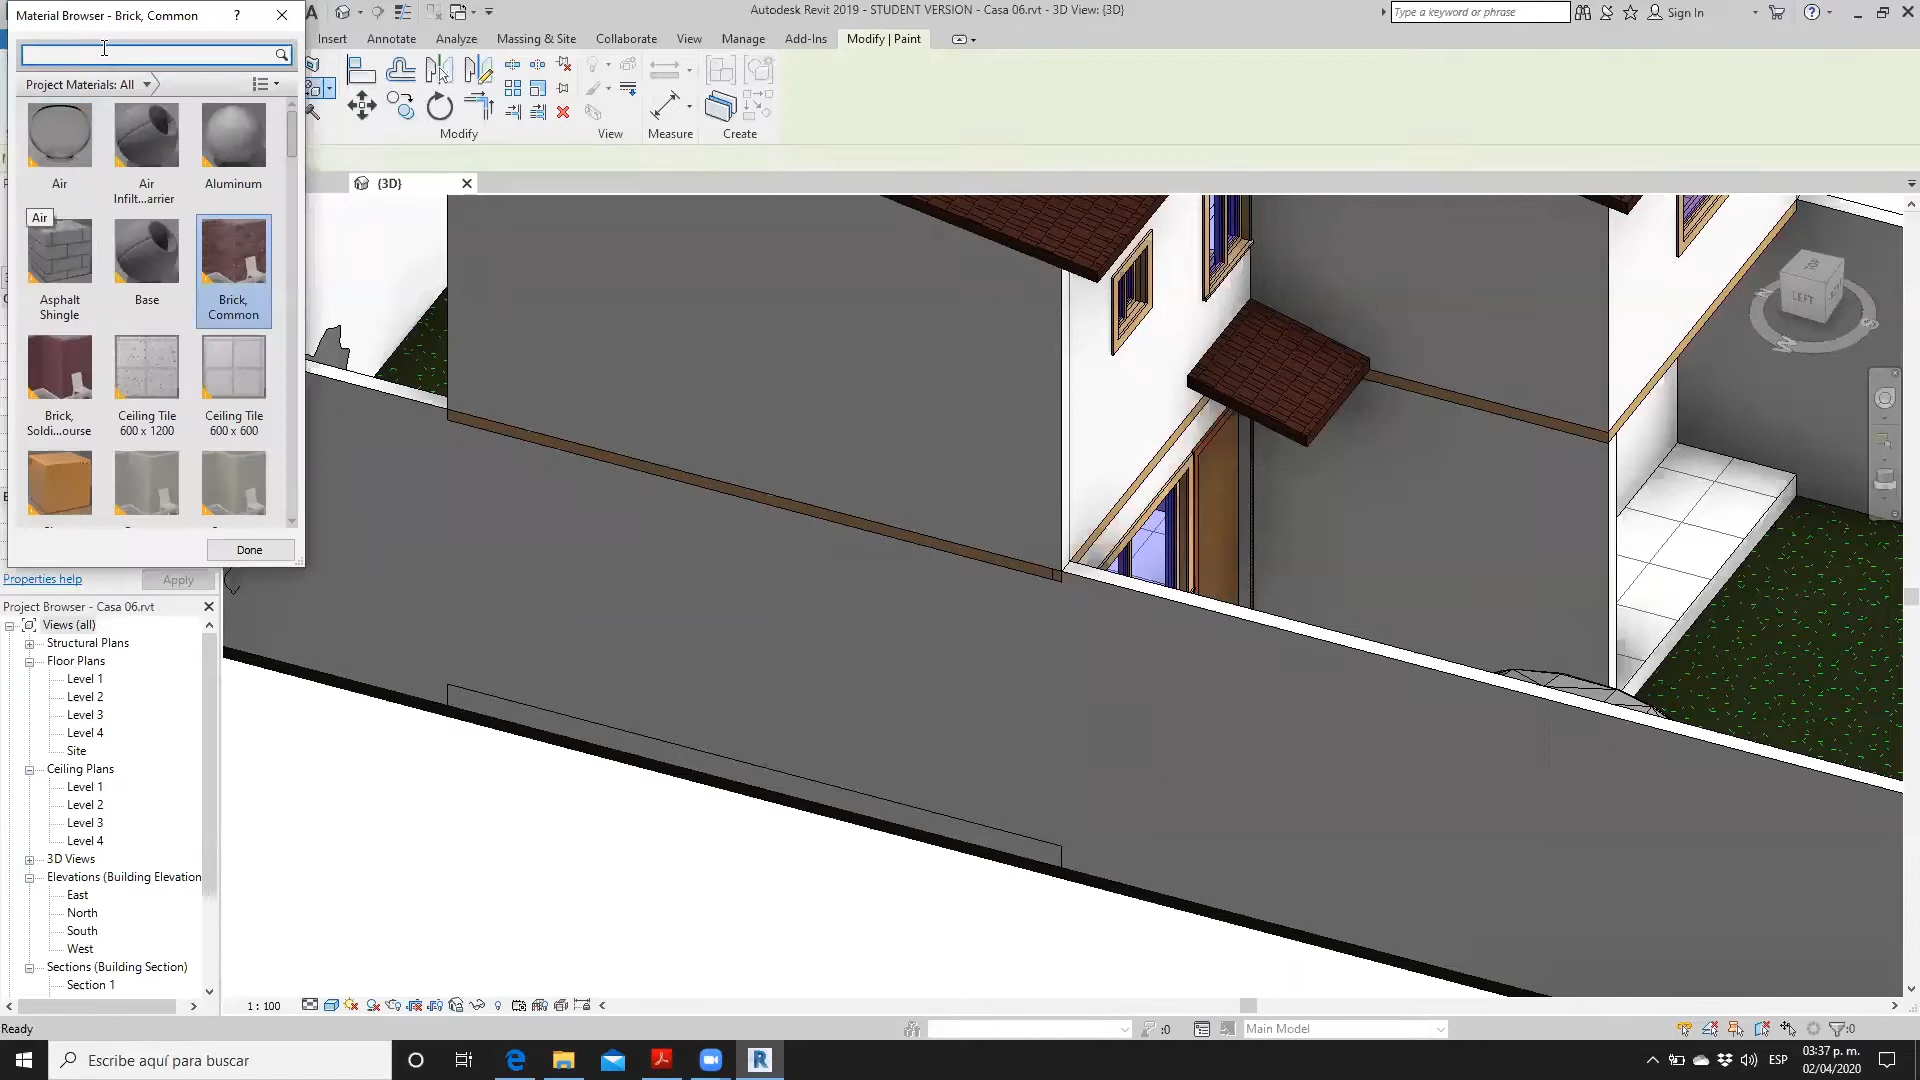 Material Browser - Brick, Common ?
Autodesk Revit 2019 - STUDENT VERSION - Casa 06.rvt - 3D View: {3D}
Type a keyword or phrase
Sign In
Insert Annotate Analyze Massing & Site Collaborate View Manage Add-Ins Modify | Paint
Project Materials: All
Modify View Measure Create
{3D}
Air
Air
Infilt...arrier
Aluminum
Air
Asphalt
Shingle
Base
Brick,
Common
Brick,
Soldi...ourse
Ceiling Tile
600 x 1200
Ceiling Tile
600 x 600
Done
Properties help
Apply
Project Browser - Casa 06.rvt
Views (all)
Structural Plans
Floor Plans
Level 1
Level 2
Level 3
Level 4
Site
Ceiling Plans
Level 1
Level 2
Level 3
Level 4
3D Views
Elevations (Building Elevation
East
North
South
West
Sections (Building Section)
Section 1
TOP
LEFT
1 : 100
Ready
:0
Main Model
:0
Escribe aquí para buscar
ESP
03:37 p. m.
02/04/2020